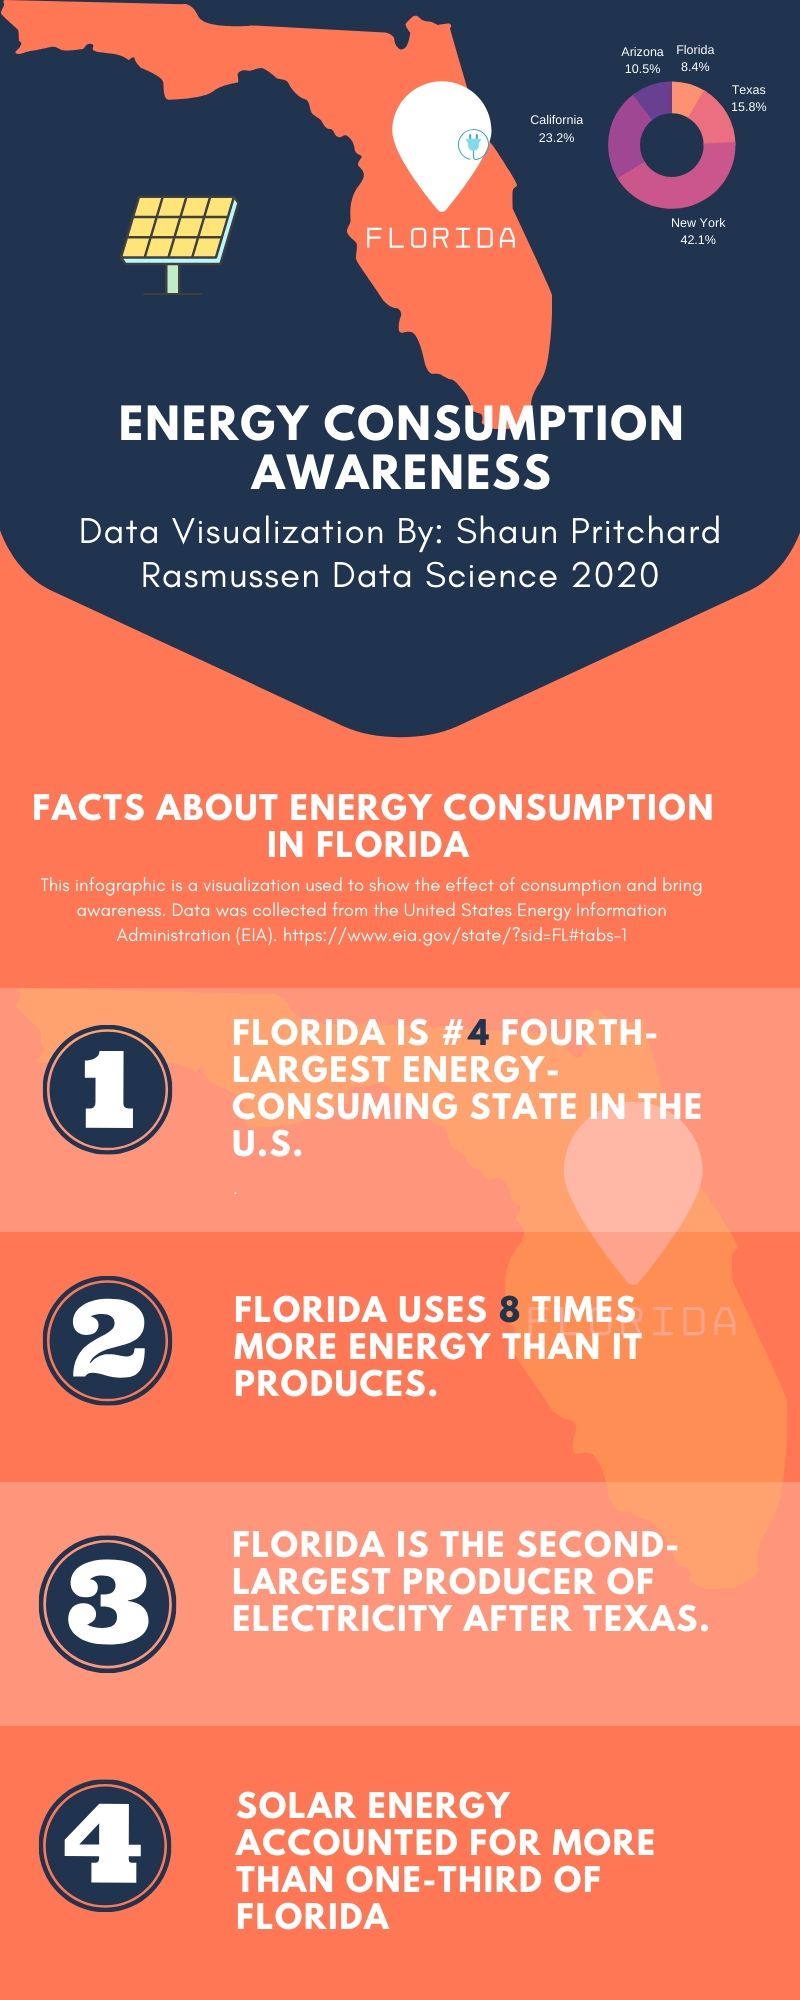 Arizona
10.5%
Florida
8.4%
Texas
15.8%
California
23.2%
New York
42.1%
FLORIDA
ENERGY CONSUMPTION
AWARENESS
Data Visualization By: Shaun Pritchard
Rasmussen Data Science 2020
FACTS ABOUT ENERGY CONSUMPTION
IN FLORIDA
This infographic is a visualization used to show the effect of consumption and bring
awareness. Data was collected from the United States Energy Information
Administration (EIA). https://www.eia.gov/state/?sid=FL#tabs-1
1
FLORIDA IS #4 FOURTH-
LARGEST ENERGY-
CONSUMING STATE IN THE
U.S.
.
2
FLORIDA USES 8 TIMES
MORE ENERGY THAN IT
PRODUCES.
FLORIDA
3
FLORIDA IS THE SECOND-
LARGEST PRODUCER OF
ELECTRICITY AFTER TEXAS.
4
SOLAR ENERGY
ACCOUNTED FOR MORE
THAN ONE-THIRD OF
FLORIDA